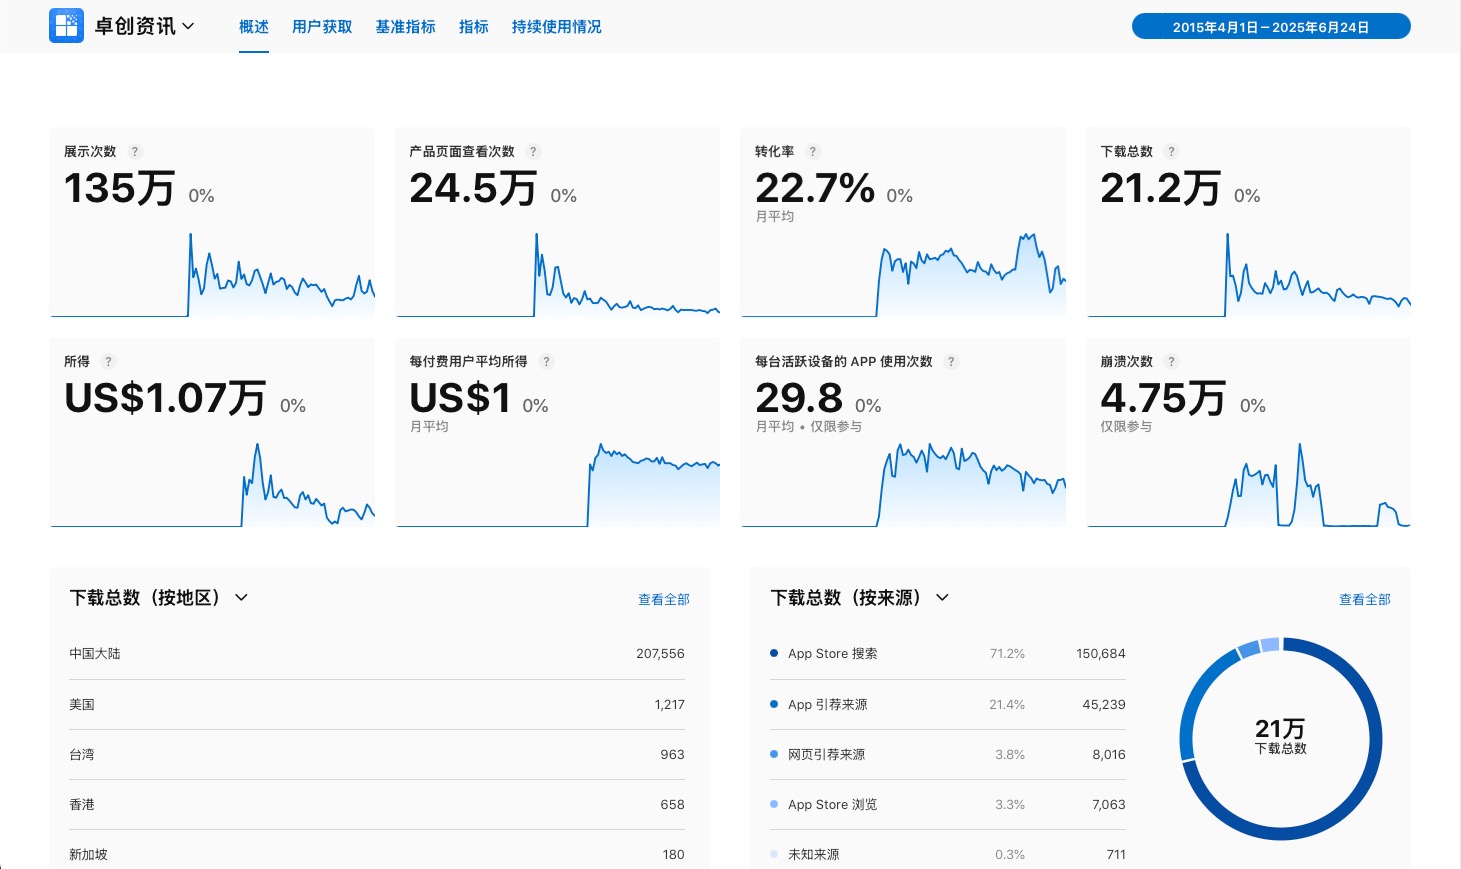 卓创资讯
概述 用户获取 基准指标 指标 持续使用情况
2015年4月1日－2025年6月24日
展示次数 ?
135万 0%
产品页面查看次数 ?
24.5万 0%
转化率 ?
22.7% 0%
月平均
下载总数 ?
21.2万 0%
所得 ?
US$1.07万 0%
每付费用户平均所得 ?
US$1 0%
月平均
每台活跃设备的 APP 使用次数 ?
29.8 0%
月平均 • 仅限参与
崩溃次数 ?
4.75万 0%
仅限参与
下载总数（按地区）
查看全部
中国大陆 207,556
美国 1,217
台湾 963
香港 658
新加坡 180
下载总数（按来源）
查看全部
App Store 搜索 71.2% 150,684
App 引荐来源 21.4% 45,239
网页引荐来源 3.8% 8,016
App Store 浏览 3.3% 7,063
未知来源 0.3% 711
21万
下载总数